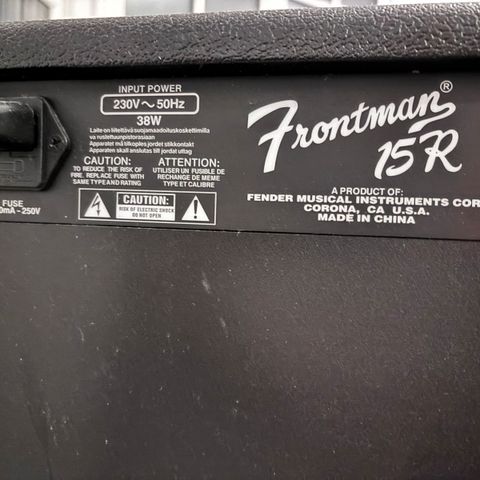 INPUT POWER
230V~50Hz
38W
Laite on liitettävä suojamaadoituskoskettimilla
va rustettuunpistorasiaan
Apparatet må tilkoples jordet stikkontakt
Apparaten skall anslutas till jordat uttag
CAUTION:
TO REDUCE THE RISK OF
FIRE. REPLACE FUSE WITH
SAME TYPE AND RATING
ATTENTION:
UTILISER UN FUSIBLE DE
RECHANGE DE MEME
TYPE ET CALIBRE
CAUTION:
RISK OF ELECTRIC SHOCK
DO NOT OPEN
FUSE
0mA~250V
Frontman®
15R
A PRODUCT OF:
FENDER MUSICAL INSTRUMENTS COR
CORONA, CA U.S.A.
MADE IN CHINA